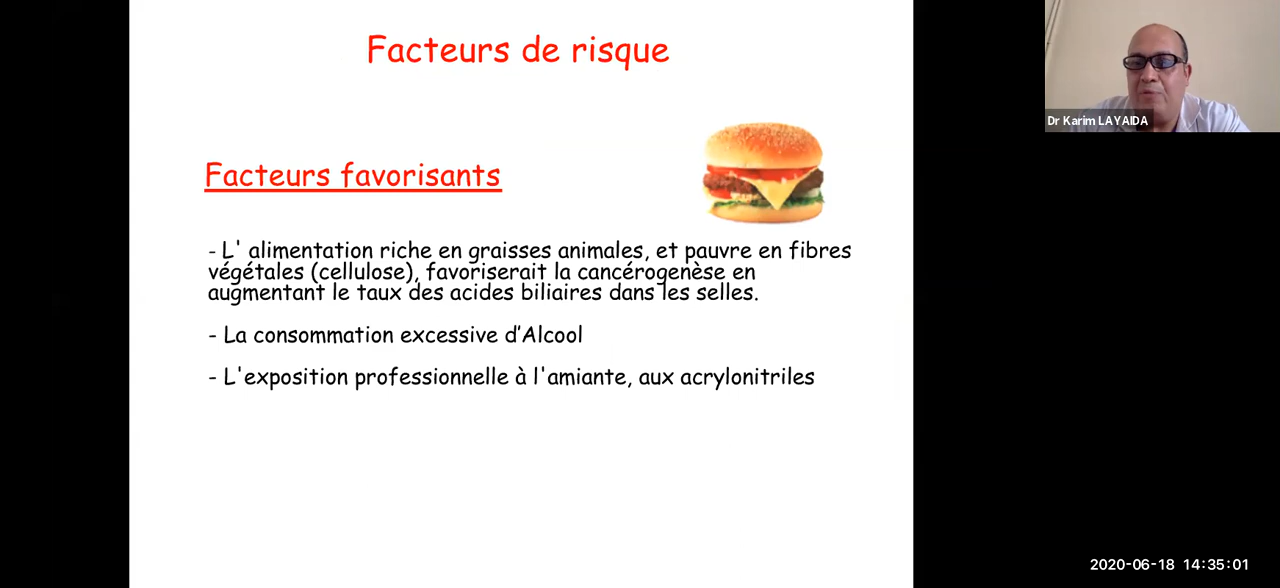 Facteurs de risque
Facteurs favorisants
- L' alimentation riche en graisses animales, et pauvre en fibres
végétales (cellulose), favoriserait la cancérogenèse en
augmentant le taux des acides biliaires dans les selles.
- La consommation excessive d'Alcool
- L'exposition professionnelle à l'amiante, aux acrylonitriles
Dr Karim LAYAIDA
2020-06-18 14:35:01